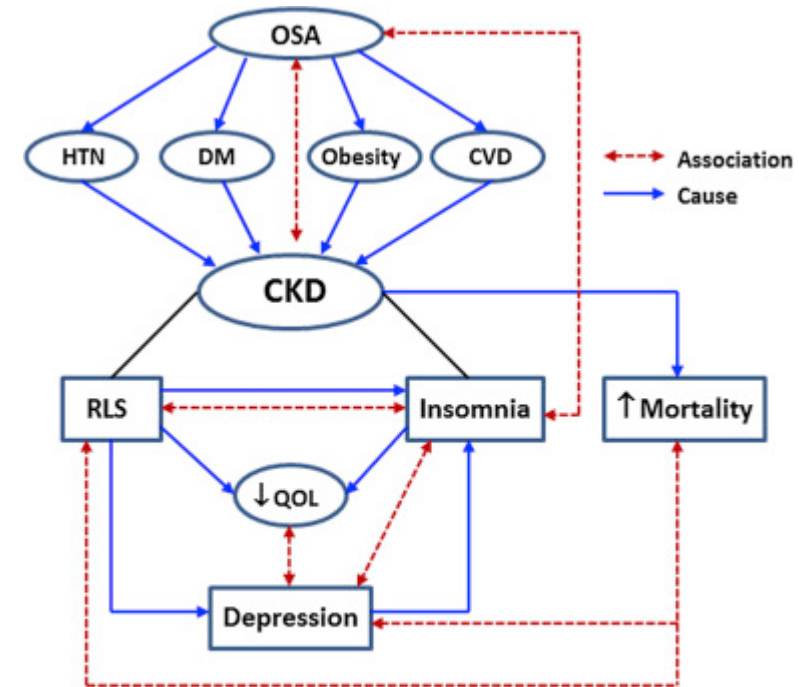 OSA
HTN
DM
Obesity
CVD
Association
Cause
CKD
RLS
Insomnia
↑Mortality
↓QOL
Depression